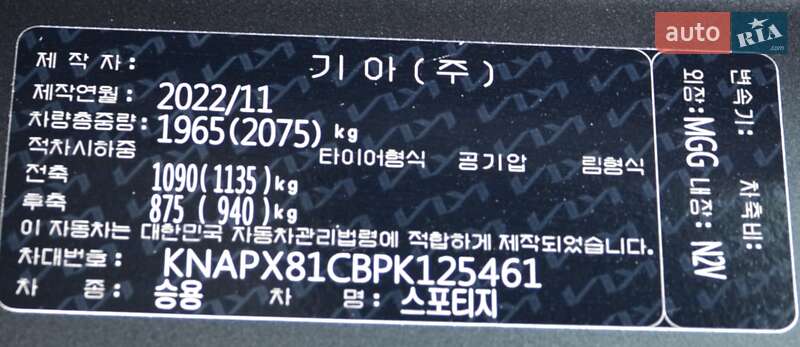 auto RIA .com
제 작 자 : 기 아 ( 주 )
제작연월 : 2022/11
차량총중량 : 1965(2075) kg
적차시하중 타이어형식 공기압 림형식
전축 1090(1135)kg
후축 875 ( 940)kg
이 자동차는 대한민국 자동차관리법령에 적합하게 제작되었습니다.
차대번호 : KNAPX81CBPK125461
차 종 : 승용 차 명 : 스포티지
변속기 : 차축비 :
외장 : MGG 내장 : N2V